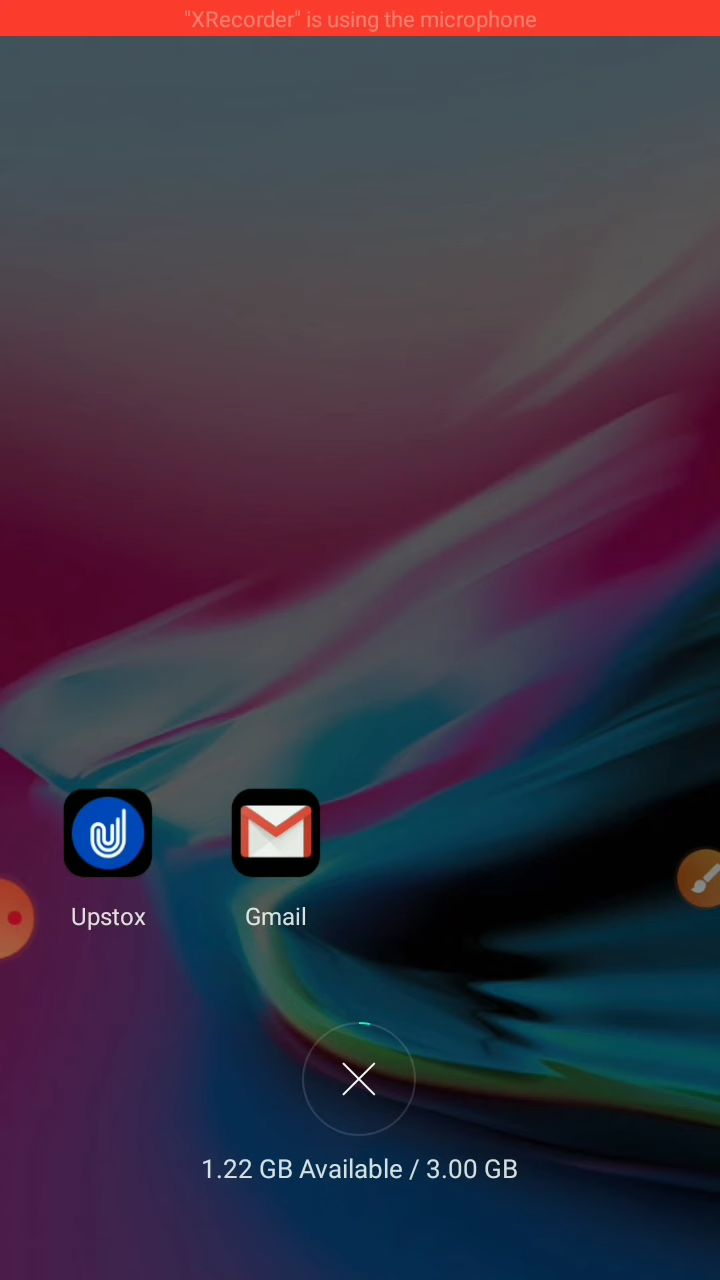 "XRecorder" is using the microphone
Upstox
Gmail
1.22 GB Available / 3.00 GB